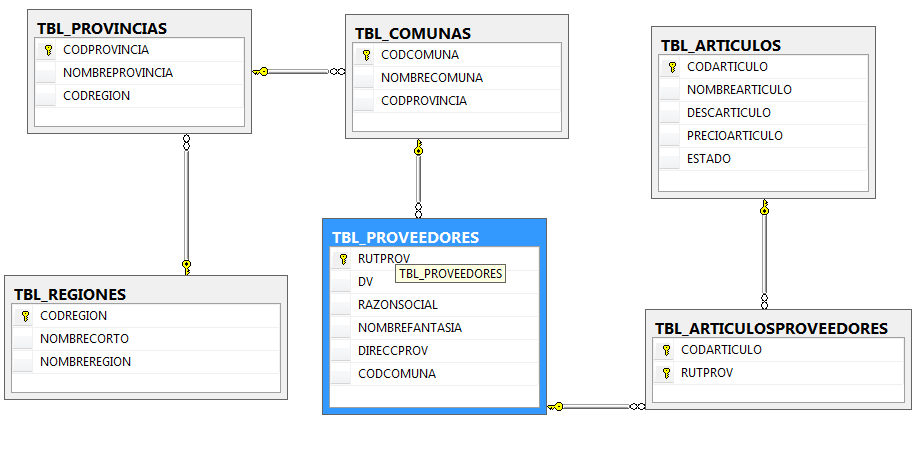 TBL_PROVINCIAS
CODPROVINCIA
NOMBREPROVINCIA
CODREGION
TBL_COMUNAS
CODCOMUNA
NOMBRECOMUNA
CODPROVINCIA
TBL_ARTICULOS
CODARTICULO
NOMBREARTICULO
DESCARTICULO
PRECIOARTICULO
ESTADO
TBL_REGIONES
CODREGION
NOMBRECORTO
NOMBREREGION
TBL_PROVEEDORES
RUTPROV
TBL_PROVEEDORES
DV
RAZONSOCIAL
NOMBREFANTASIA
DIRECCPROV
CODCOMUNA
TBL_ARTICULOSPROVEEDORES
CODARTICULO
RUTPROV